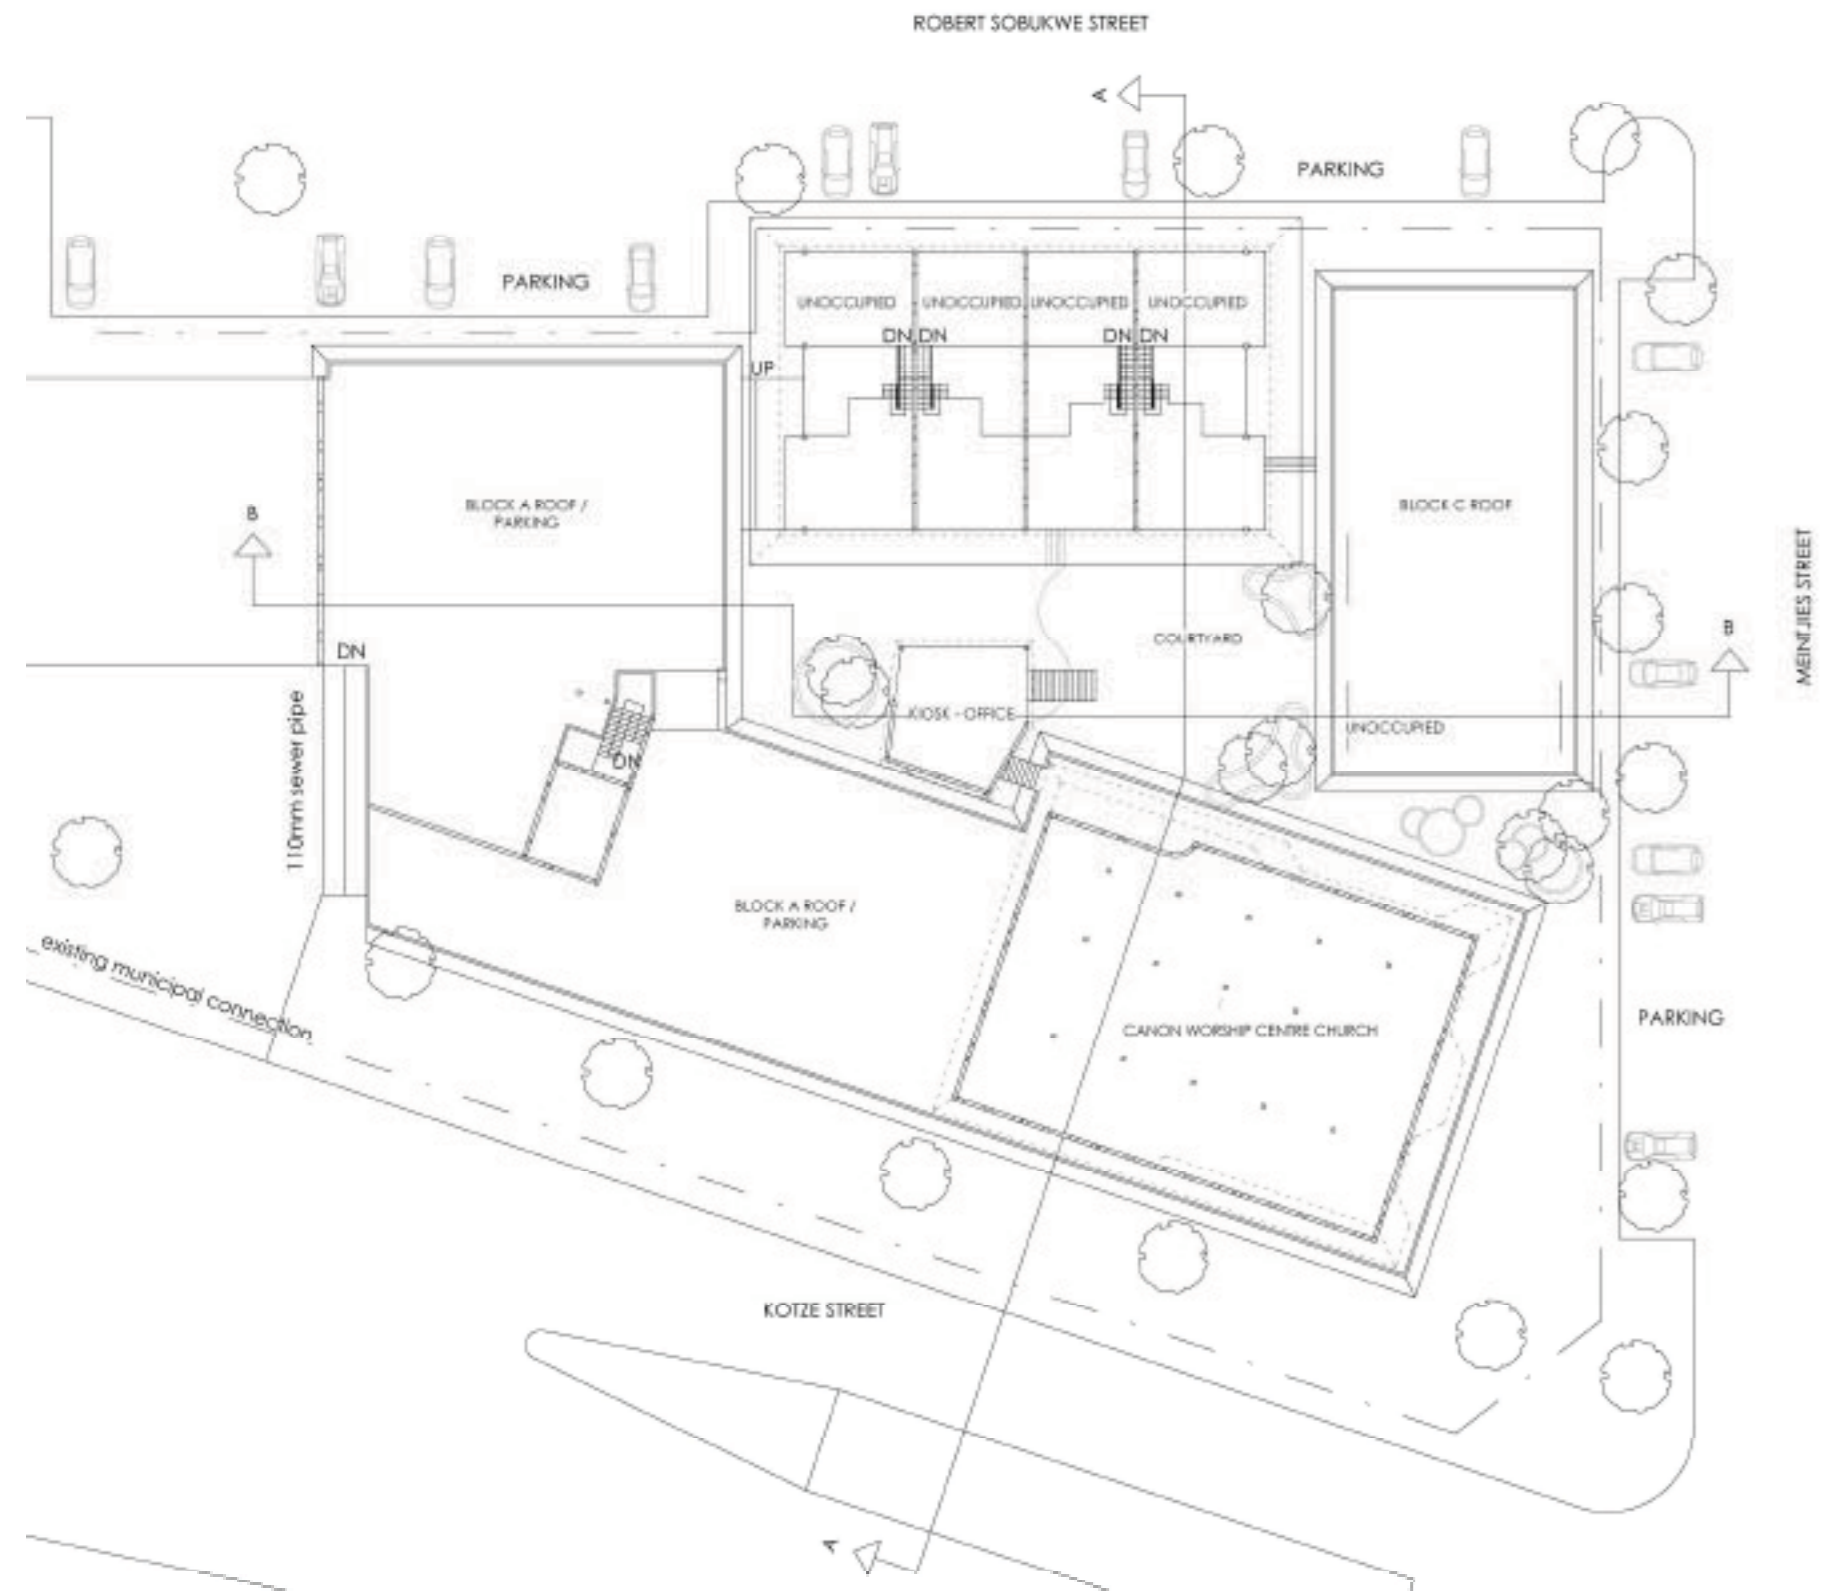 ROBERT SOBUKWE STREET
A
PARKING
PARKING
UNOCCUPIED
UNOCCUPIED
UNOCCUPIED
UNOCCUPIED
DN
DN
DN
DN
UP
BLOCK A ROOF /
PARKING
BLOCK C ROOF
B
MEINTJIES STREET
COURTYARD
B
DN
KIOSK - OFFICE
UNOCCUPIED
110mm sewer pipe
DN
BLOCK A ROOF /
PARKING
existing municipal connection
PARKING
CANON WORSHIP CENTRE CHURCH
KOTZE STREET
A